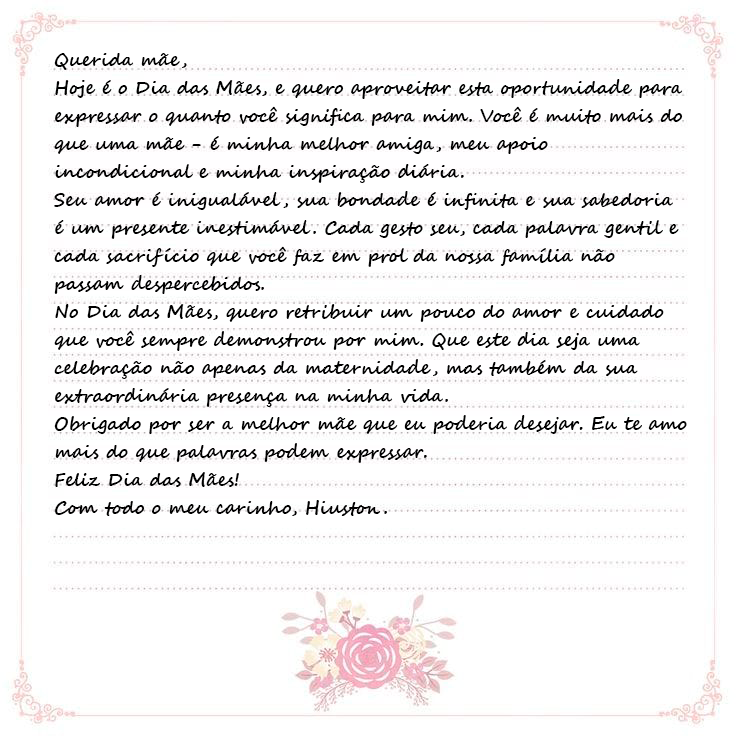 Querida mãe,
Hoje é o Dia das Mães, e quero aproveitar esta oportunidade para
expressar o quanto você significa para mim. Você é muito mais do
que uma mãe - é minha melhor amiga, meu apoio
incondicional e minha inspiração diária.
Seu amor é inigualável, sua bondade é infinita e sua sabedoria
é um presente inestimável. Cada gesto seu, cada palavra gentil e
cada sacrifício que você faz em prol da nossa família não
passam despercebidos.
No Dia das Mães, quero retribuir um pouco do amor e cuidado
que você sempre demonstrou por mim. Que este dia seja uma
celebração não apenas da maternidade, mas também da sua
extraordinária presença na minha vida.
Obrigado por ser a melhor mãe que eu poderia desejar. Eu te amo
mais do que palavras podem expressar.
Feliz Dia das Mães!
Com todo o meu carinho, Hiuston.